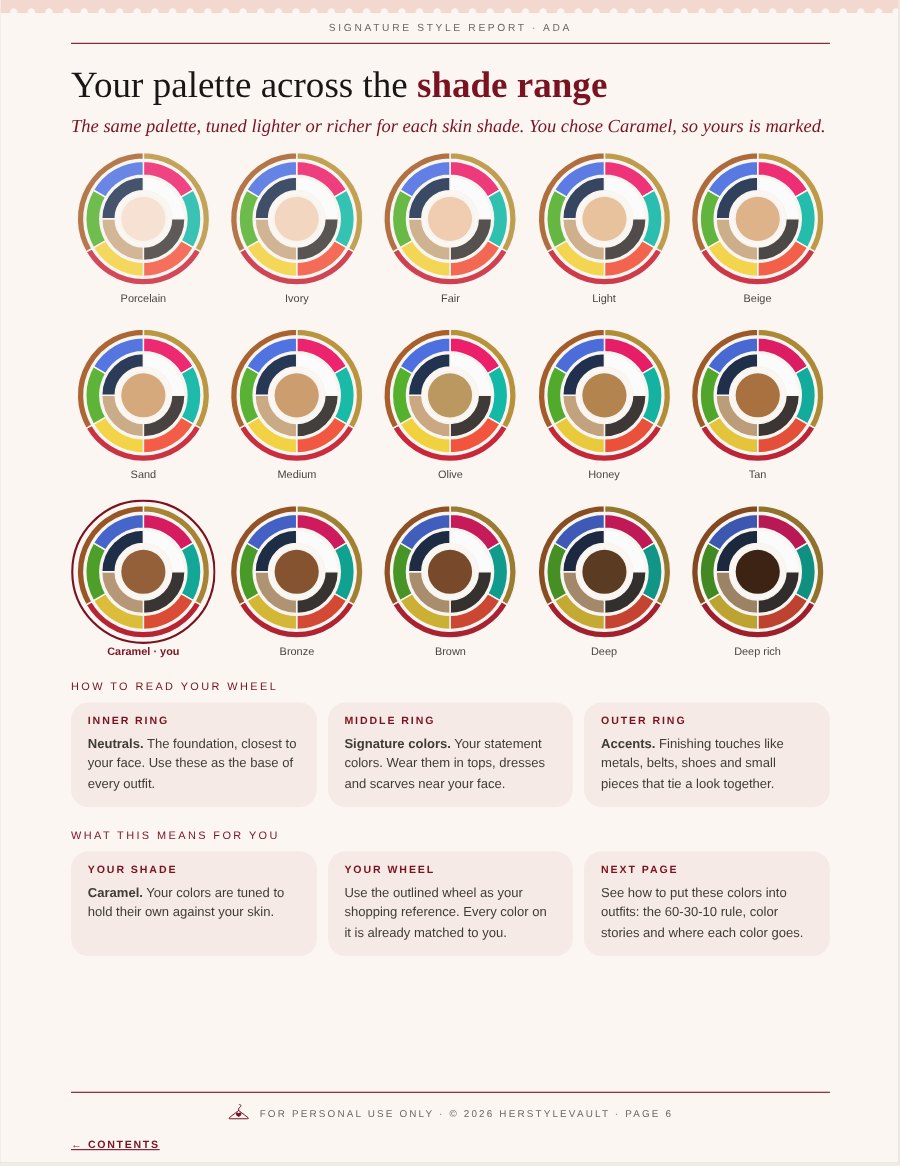 SIGNATURE STYLE REPORT · ADA
Your palette across the shade range
The same palette, tuned lighter or richer for each skin shade. You chose Caramel, so yours is marked.
Porcelain
Ivory
Fair
Light
Beige
Sand
Medium
Olive
Honey
Tan
Caramel · you
Bronze
Brown
Deep
Deep rich
HOW TO READ YOUR WHEEL
INNER RING
Neutrals. The foundation, closest to
your face. Use these as the base of
every outfit.
MIDDLE RING
Signature colors. Your statement
colors. Wear them in tops, dresses
and scarves near your face.
OUTER RING
Accents. Finishing touches like
metals, belts, shoes and small
pieces that tie a look together.
WHAT THIS MEANS FOR YOU
YOUR SHADE
Caramel. Your colors are tuned to
hold their own against your skin.
YOUR WHEEL
Use the outlined wheel as your
shopping reference. Every color on
it is already matched to you.
NEXT PAGE
See how to put these colors into
outfits: the 60-30-10 rule, color
stories and where each color goes.
FOR PERSONAL USE ONLY · © 2026 HERSTYLEVAULT · PAGE 6
← CONTENTS